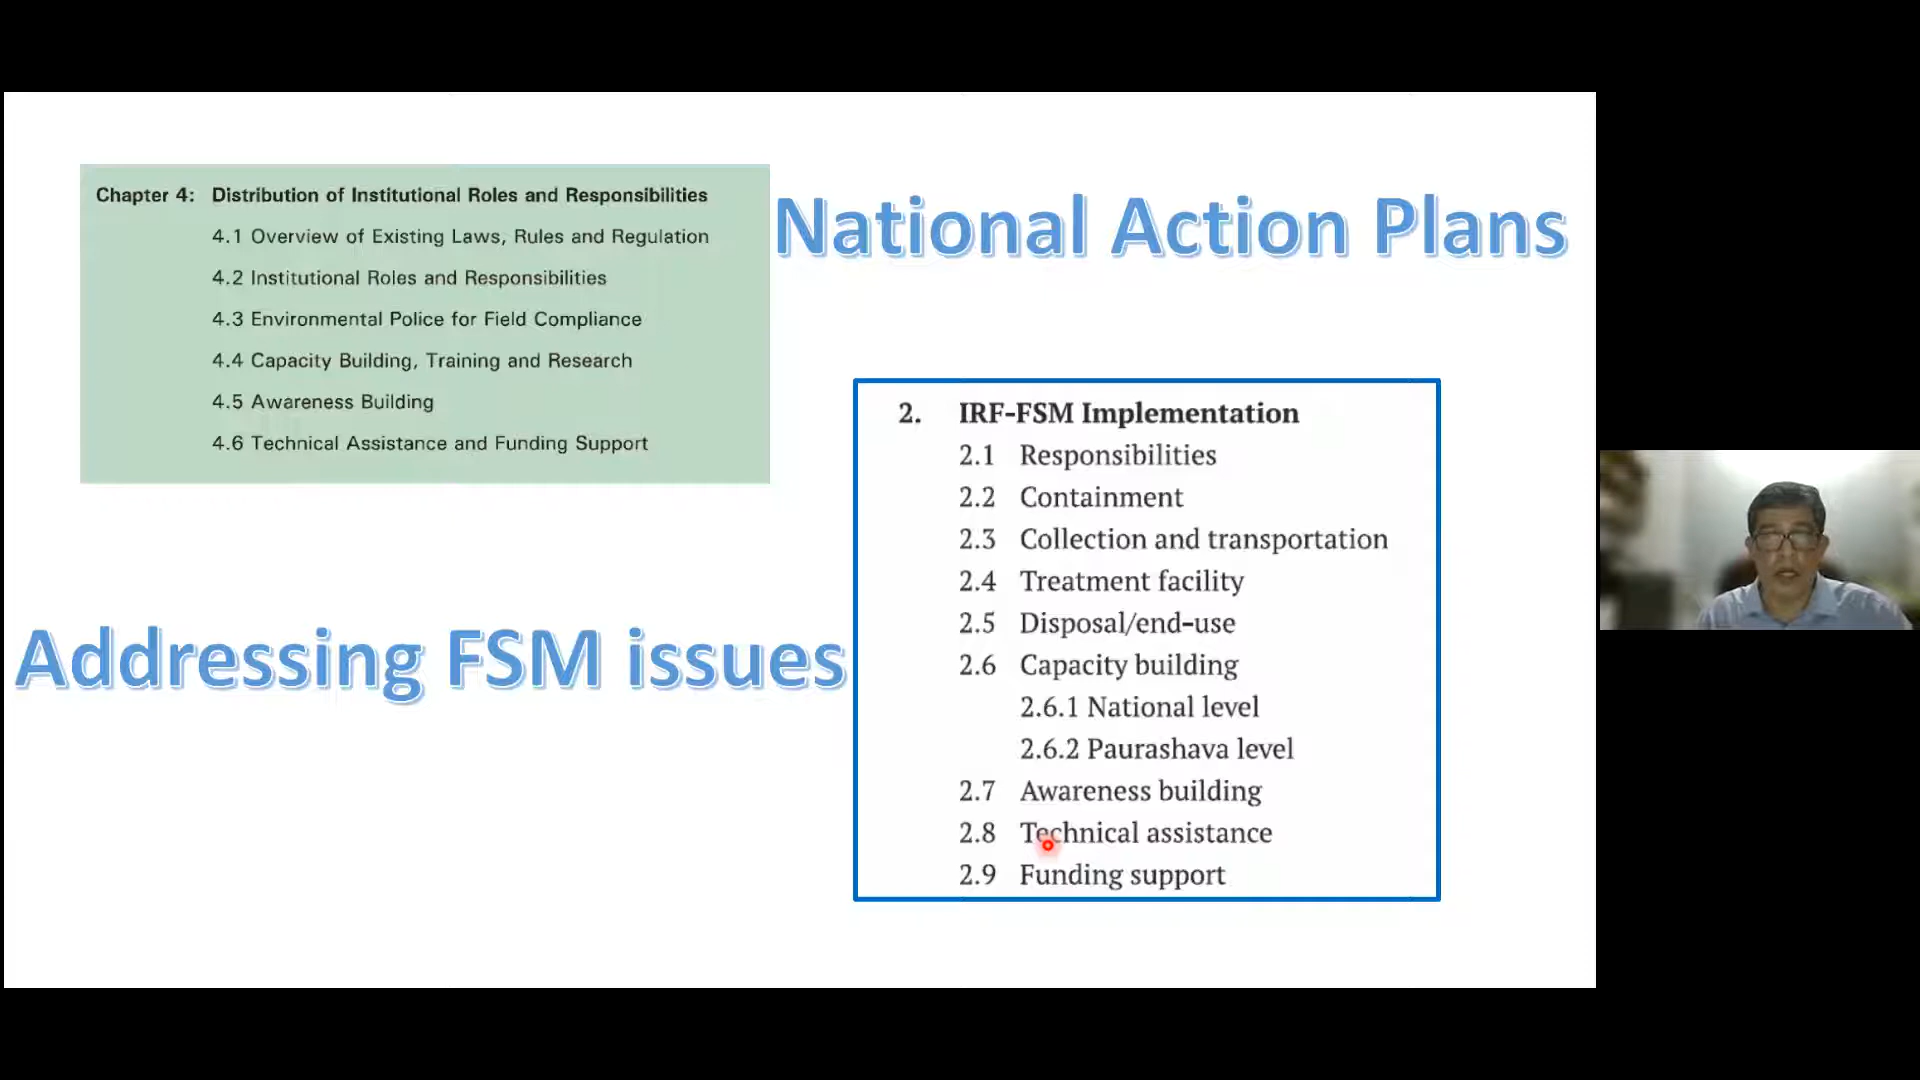 Chapter 4: Distribution of Institutional Roles and Responsibilities
4.1 Overview of Existing Laws, Rules and Regulation
4.2 Institutional Roles and Responsibilities
4.3 Environmental Police for Field Compliance
4.4 Capacity Building, Training and Research
4.5 Awareness Building
4.6 Technical Assistance and Funding Support
National Action Plans
Addressing FSM issues
2. IRF-FSM Implementation
2.1 Responsibilities
2.2 Containment
2.3 Collection and transportation
2.4 Treatment facility
2.5 Disposal/end-use
2.6 Capacity building
2.6.1 National level
2.6.2 Paurashava level
2.7 Awareness building
2.8 Technical assistance
2.9 Funding support